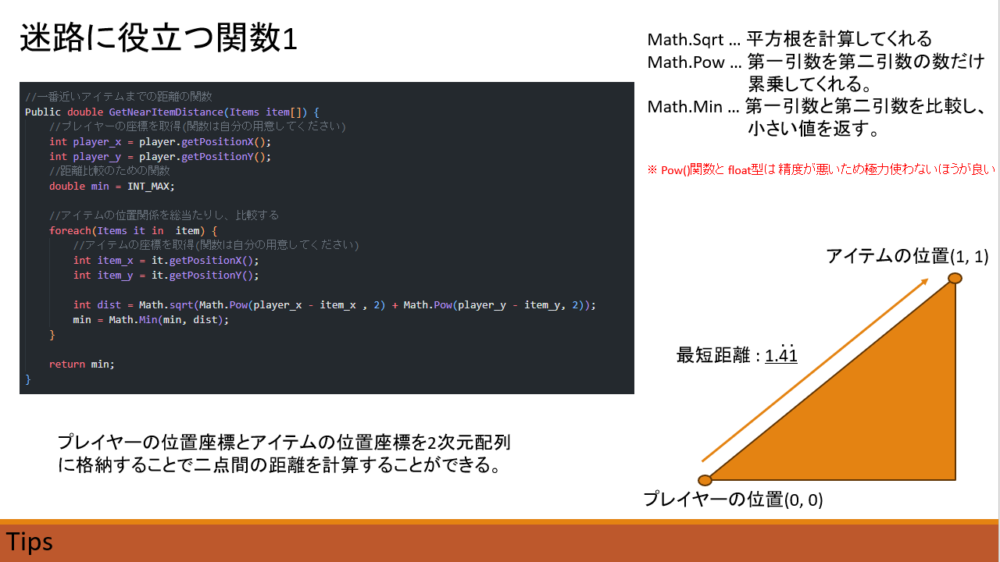 迷路に役立つ関数1
//一番近いアイテムまでの距離の関数
Public double GetNearItemDistance(Items item[]) {
//プレイヤーの座標を取得(関数は自分の用意してください)
int player_x = player.getPositionX();
int player_y = player.getPositionY();
//距離比較のための関数
double min = INT_MAX;
//アイテムの位置関係を総当たりし、比較する
foreach(Items it in  item) {
//アイテムの座標を取得(関数は自分の用意してください)
int item_x = it.getPositionX();
int item_y = it.getPositionY();
int dist = Math.sqrt(Math.Pow(player_x - item_x , 2) + Math.Pow(player_y - item_y, 2));
min = Math.Min(min, dist);
}
return min;
}
プレイヤーの位置座標とアイテムの位置座標を2次元配列
に格納することで二点間の距離を計算することができる。
Math.Sqrt … 平方根を計算してくれる
Math.Pow … 第一引数を第二引数の数だけ
累乗してくれる。
Math.Min … 第一引数と第二引数を比較し、
小さい値を返す。
※ Pow()関数と float型は 精度が悪いため極力使わないほうが良い
アイテムの位置(1, 1)
最短距離 : 1.4̇1̇
プレイヤーの位置(0, 0)
Tips